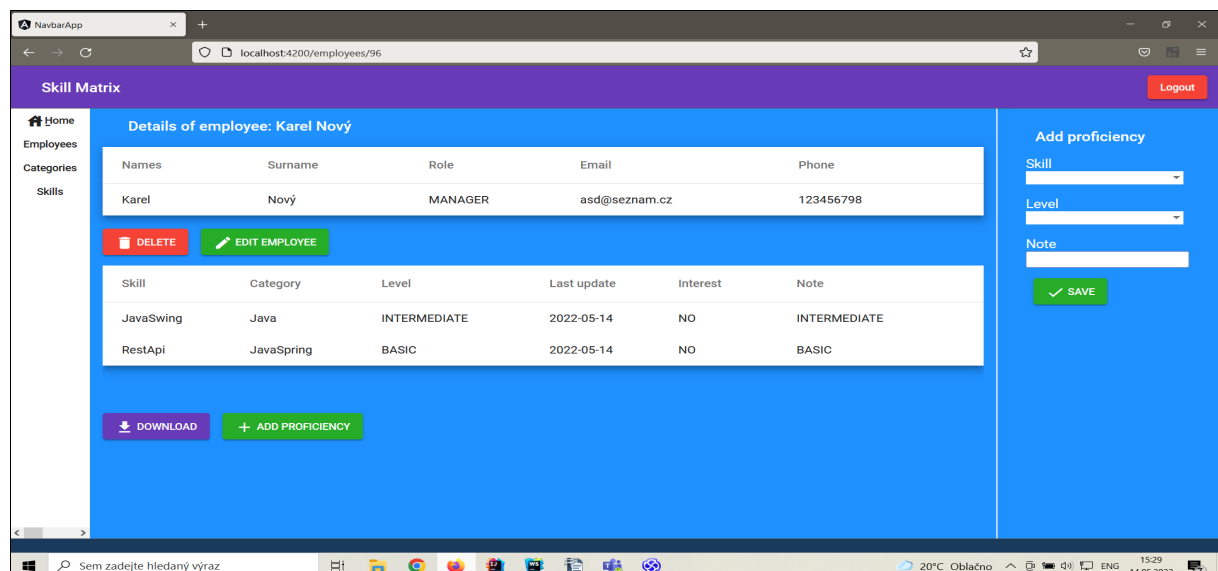 NavbarApp
localhost:4200/employees/96
Skill Matrix
Logout
Home
Employees
Categories
Skills
Details of employee: Karel Nový
Names Surname Role Email Phone
Karel Nový MANAGER asd@seznam.cz 123456798
DELETE EDIT EMPLOYEE
Skill Category Level Last update Interest Note
JavaSwing Java INTERMEDIATE 2022-05-14 NO INTERMEDIATE
RestApi JavaSpring BASIC 2022-05-14 NO BASIC
DOWNLOAD ADD PROFICIENCY
Add proficiency
Skill
Level
Note
SAVE
Sem zadejte hledaný výraz
20°C Oblačno ENG 15:29